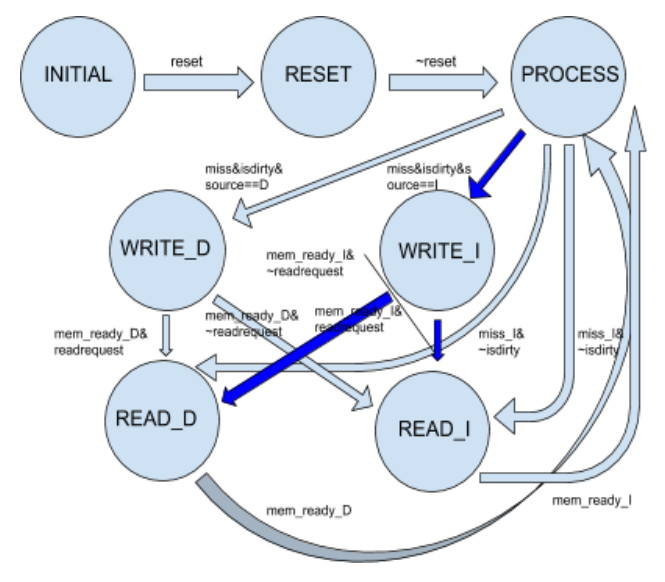 INITIAL
reset
RESET
~reset
PROCESS
miss&isdirty&
source==D
miss&isdirty&s
ource==I
WRITE_D
WRITE_I
mem_ready_I&
~readrequest
mem_ready_D&
~readrequest
mem_ready_I&
readrequest
mem_ready_D&
readrequest
miss_I&
~isdirty
miss_I&
~isdirty
READ_D
READ_I
mem_ready_D
mem_ready_I